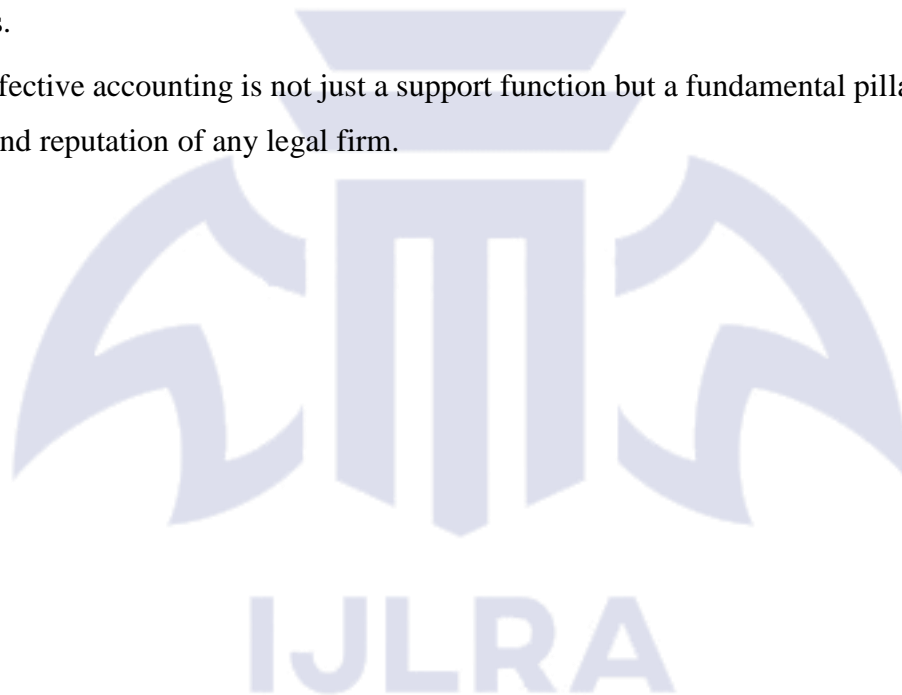 s.
fective accounting is not just a support function but a fundamental pilla
nd reputation of any legal firm.
IJLRA